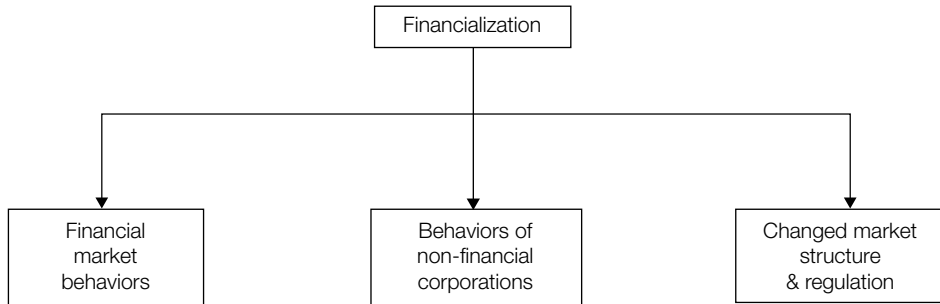 Financialization
Financial
market
behaviors
Behaviors of
non-financial
corporations
Changed market
structure
& regulation